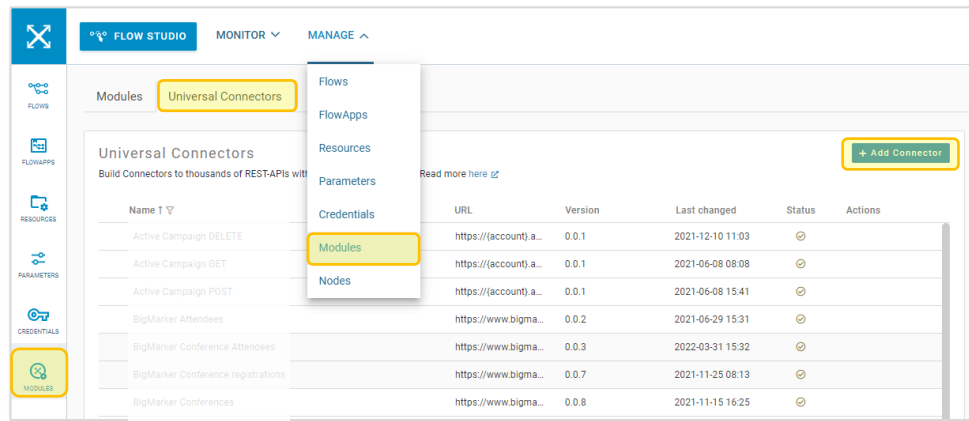 FLOW STUDIO MONITOR MANAGE
FLOWS
FLOWAPPS
RESOURCES
PARAMETERS
CREDENTIALS
MODULES
Flows
FlowApps
Resources
Parameters
Credentials
Modules
Nodes
Modules Universal Connectors
Universal Connectors
+ Add Connector
Build Connectors to thousands of REST-APIs with Read more here
Name ↑ URL Version Last changed Status Actions
Active Campaign DELETE https://{account}.a... 0.0.1 2021-12-10 11:03
Active Campaign GET https://{account}.a... 0.0.1 2021-06-08 08:08
Active Campaign POST https://{account}.a... 0.0.1 2021-06-08 15:41
BigMarker Attendees https://www.bigma... 0.0.2 2021-06-29 15:31
BigMarker Conference Attendees https://www.bigma... 0.0.3 2022-03-31 15:32
BigMarker Conference registrations https://www.bigma... 0.0.7 2021-11-25 08:13
BigMarker Conferences https://www.bigma... 0.0.8 2021-11-15 16:25